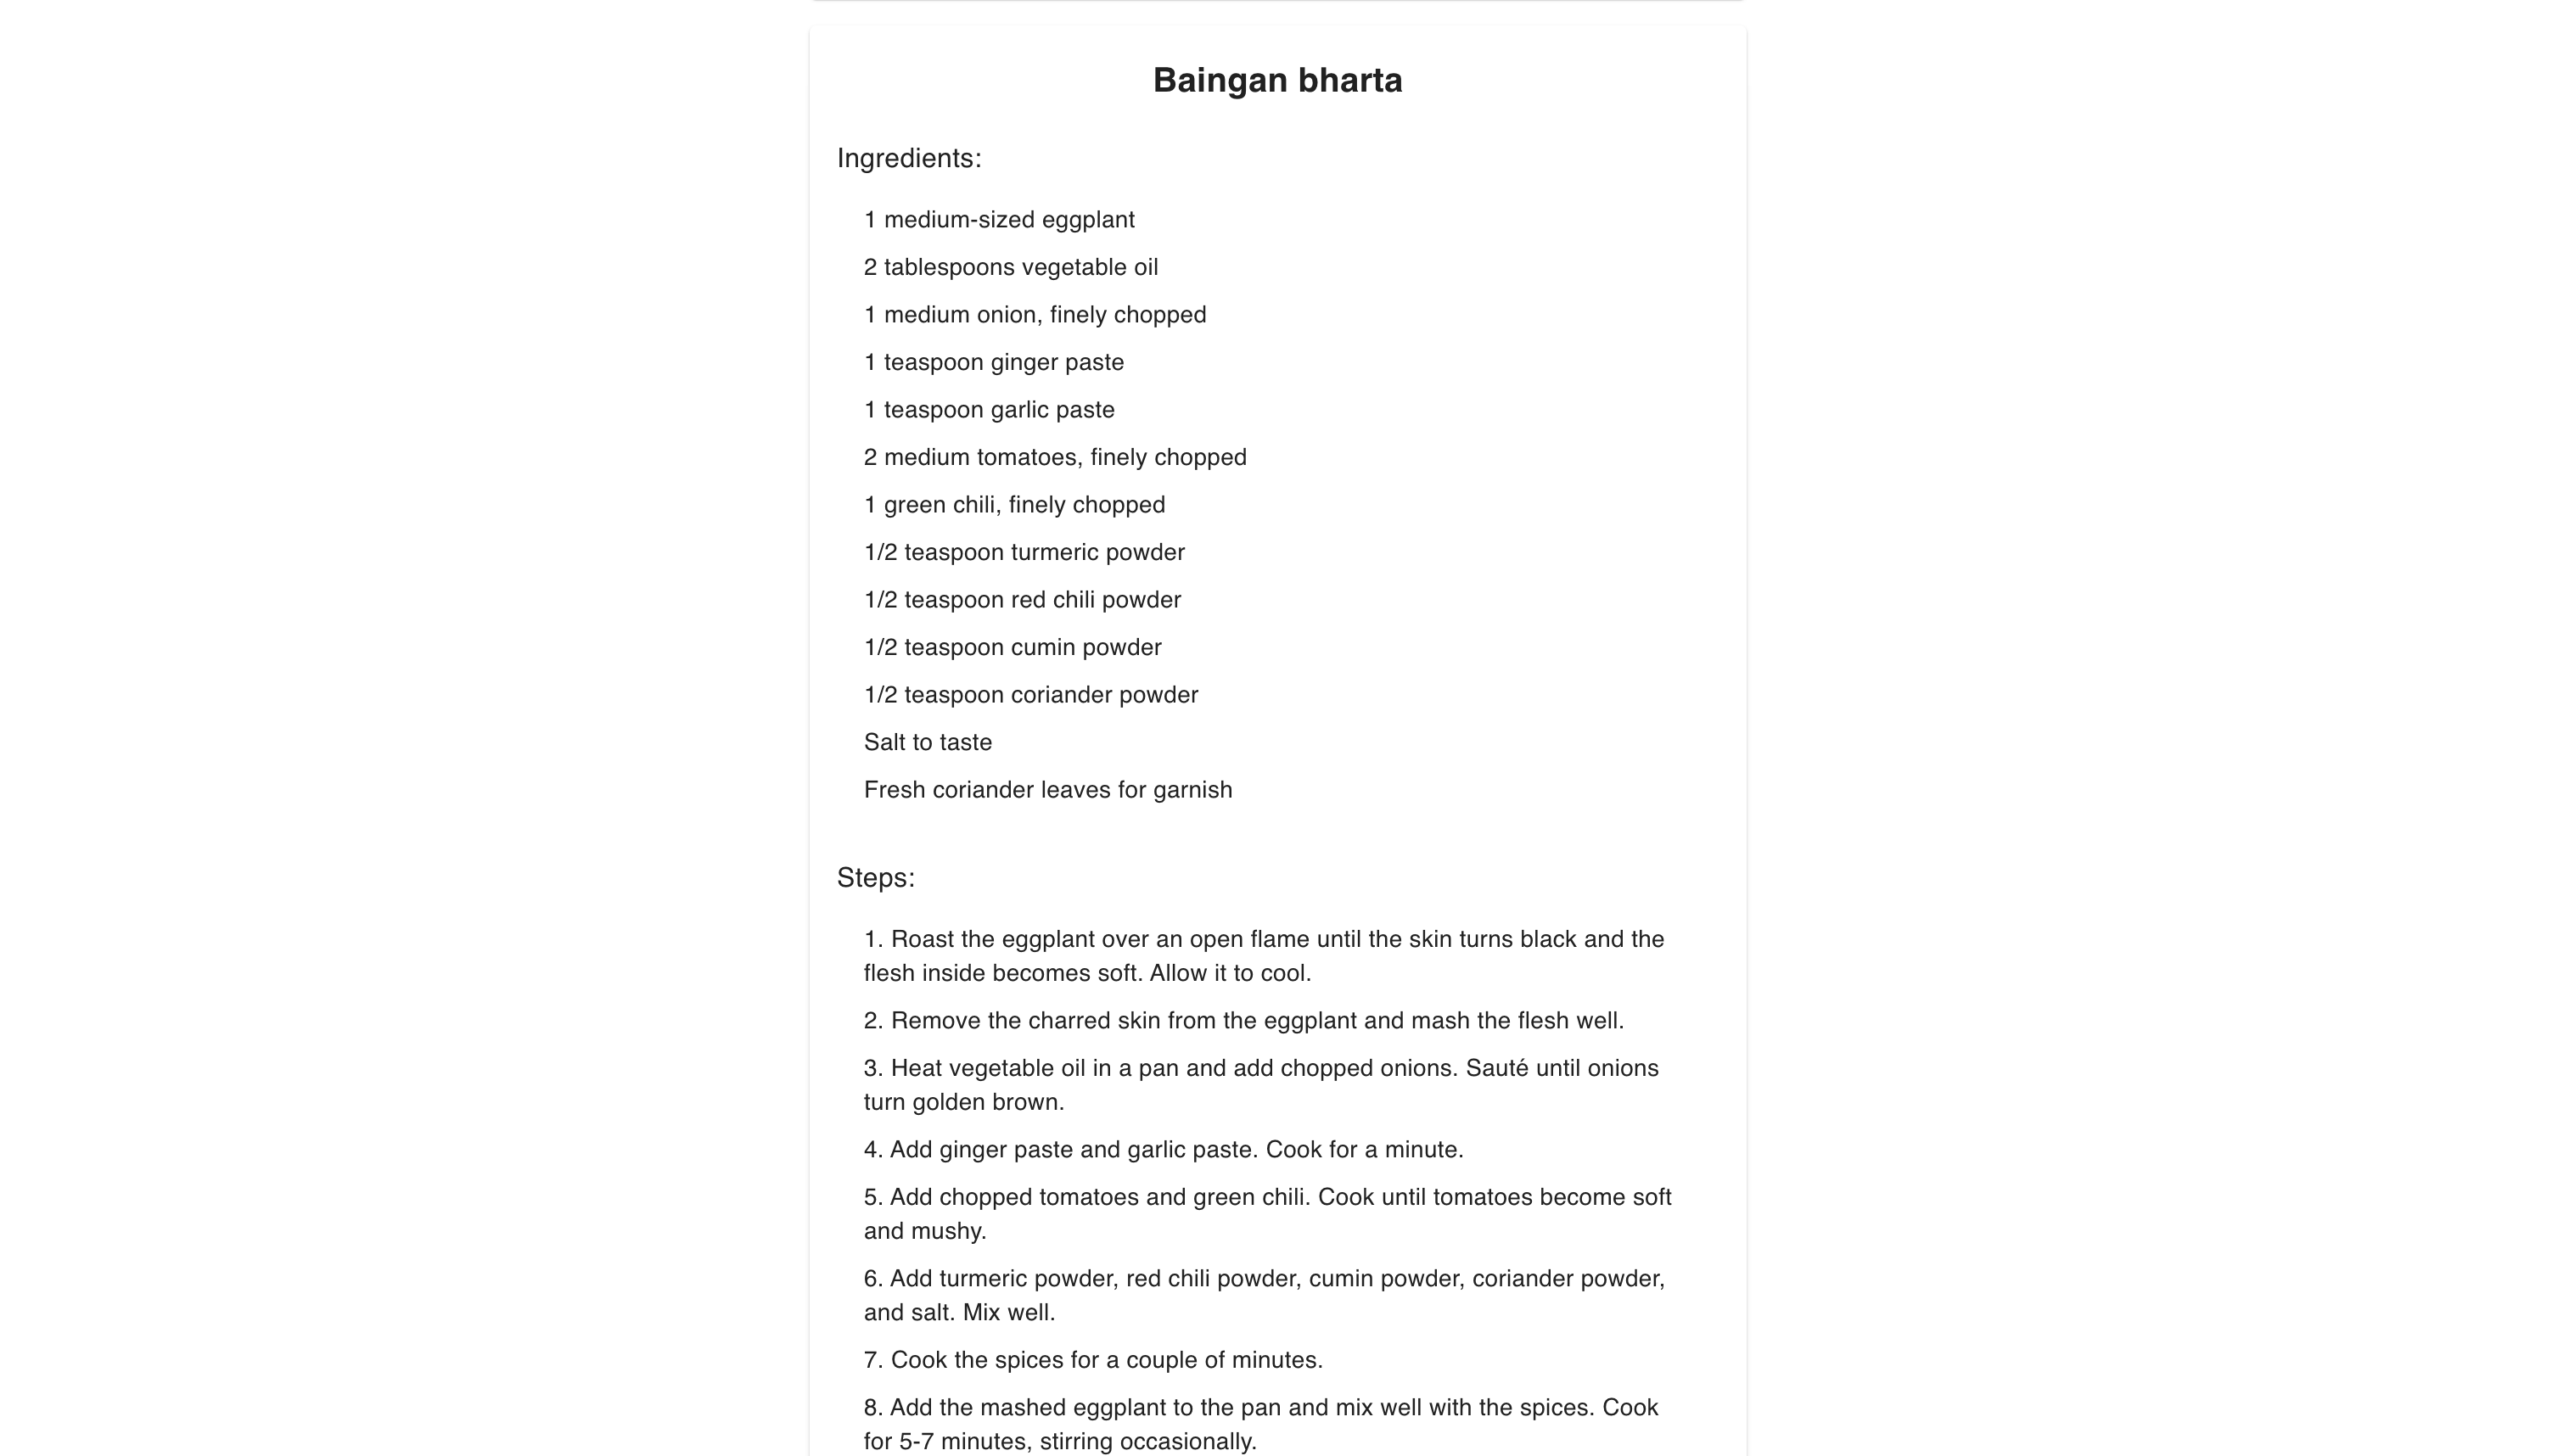 Baingan bharta
Ingredients:
1 medium-sized eggplant
2 tablespoons vegetable oil
1 medium onion, finely chopped
1 teaspoon ginger paste
1 teaspoon garlic paste
2 medium tomatoes, finely chopped
1 green chili, finely chopped
1/2 teaspoon turmeric powder
1/2 teaspoon red chili powder
1/2 teaspoon cumin powder
1/2 teaspoon coriander powder
Salt to taste
Fresh coriander leaves for garnish
Steps:
1. Roast the eggplant over an open flame until the skin turns black and the
flesh inside becomes soft. Allow it to cool.
2. Remove the charred skin from the eggplant and mash the flesh well.
3. Heat vegetable oil in a pan and add chopped onions. Sauté until onions
turn golden brown.
4. Add ginger paste and garlic paste. Cook for a minute.
5. Add chopped tomatoes and green chili. Cook until tomatoes become soft
and mushy.
6. Add turmeric powder, red chili powder, cumin powder, coriander powder,
and salt. Mix well.
7. Cook the spices for a couple of minutes.
8. Add the mashed eggplant to the pan and mix well with the spices. Cook
for 5-7 minutes, stirring occasionally.